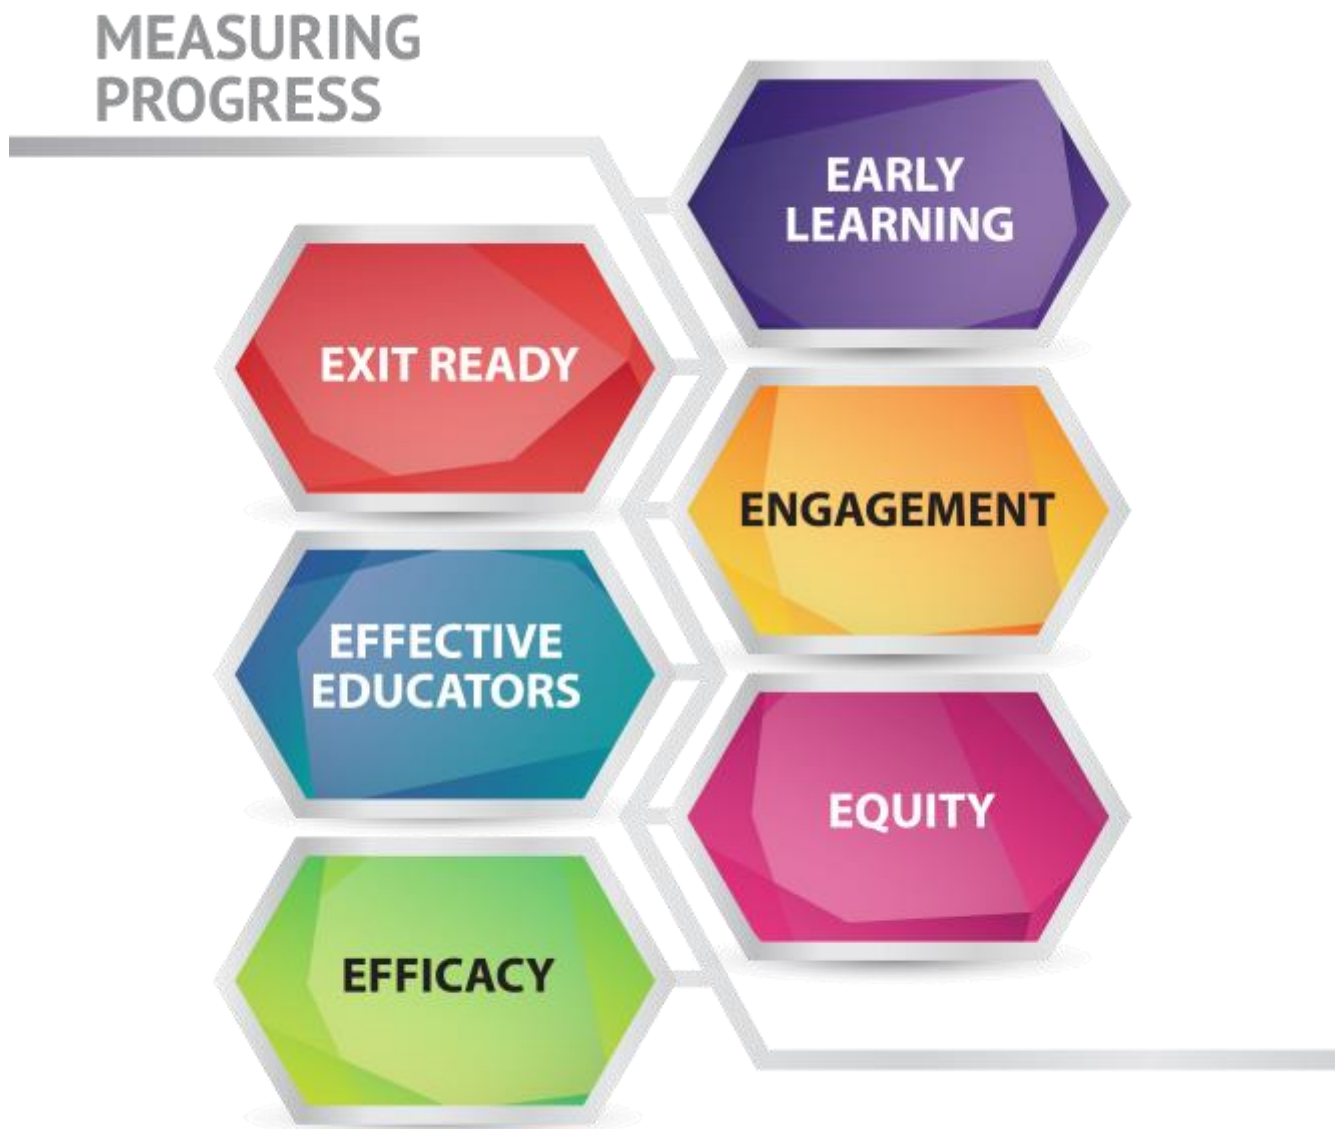 MEASURING
PROGRESS
EARLY
LEARNING
EXIT READY
ENGAGEMENT
EFFECTIVE
EDUCATORS
EQUITY
EFFICACY